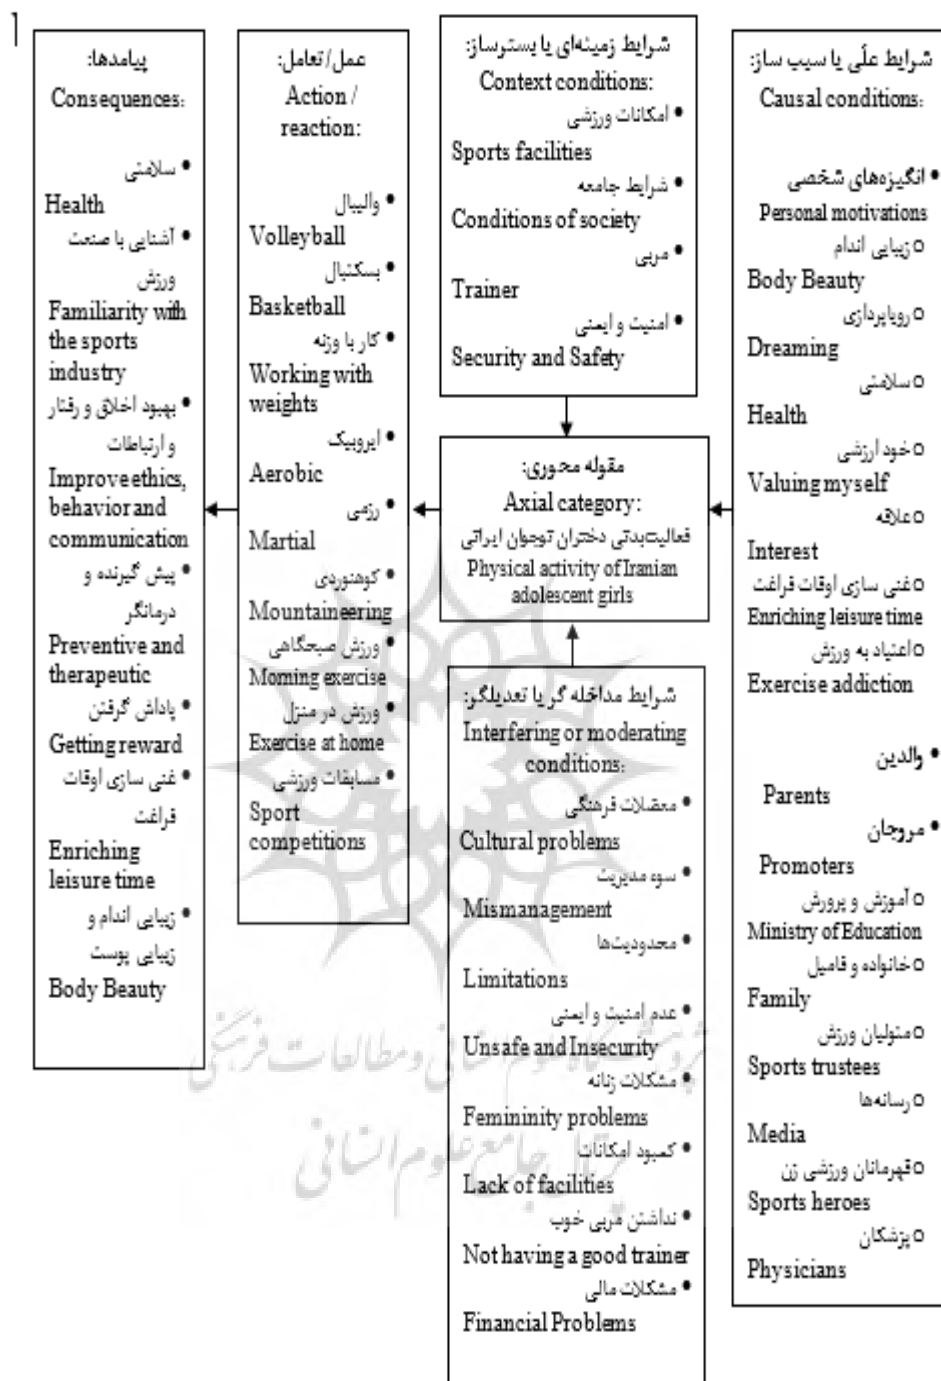 1
شرایط علّی یا سبب ساز:
Causal conditions:
• انگیزه‌های شخصی
Personal motivations
○ زیبایی اندام
Body Beauty
○ رویاپردازی
Dreaming
○ سلامتی
Health
○ خود ارزشی
Valuing myself
○ علاقه
Interest
○ غنی سازی اوقات فراغت
Enriching leisure time
○ اعتیاد به ورزش
Exercise addiction
• والدین
Parents
• مروجان
Promoters
○ آموزش و پرورش
Ministry of Education
○ خانواده و فامیل
Family
○ متولیان ورزش
Sports trustees
○ رسانه‌ها
Media
○ قهرمانان ورزشی زن
Sports heroes
○ پزشکان
Physicians
شرایط زمینه‌ای یا بسترساز:
Context conditions:
• امکانات ورزشی
Sports facilities
• شرایط جامعه
Conditions of society
• مربی
Trainer
• امنیت و ایمنی
Security and Safety
مقوله محوری:
Axial category:
فعالیت‌بدنی دختران نوجوان ایرانی
Physical activity of Iranian
adolescent girls
شرایط مداخله گر یا تعدیلگر:
Interfering or moderating
conditions:
• معضلات فرهنگی
Cultural problems
• سوء مدیریت
Mismanagement
• محدودیت‌ها
Limitations
• عدم امنیت و ایمنی
Unsafe and Insecurity
• مشکلات زنانه
Femininity problems
• کمبود امکانات
Lack of facilities
• نداشتن مربی خوب
Not having a good trainer
• مشکلات مالی
Financial Problems
عمل/تعامل:
Action /
reaction:
• والیبال
Volleyball
• بسکتبال
Basketball
• کار با وزنه
Working with
weights
• ایروبیک
Aerobic
• رزمی
Martial
• کوهنوردی
Mountaineering
• ورزش صبحگاهی
Morning exercise
• ورزش در منزل
Exercise at home
• مسابقات ورزشی
Sport
competitions
پیامدها:
Consequences:
• سلامتی
Health
• آشنایی با صنعت
ورزش
Familiarity with
the sports
industry
• بهبود اخلاق و رفتار
و ارتباطات
Improve ethics,
behavior and
communication
• پیش گیرنده و
درمانگر
Preventive and
therapeutic
• پاداش گرفتن
Getting reward
• غنی سازی اوقات
فراغت
Enriching
leisure time
• زیبایی اندام و
زیبایی پوست
Body Beauty
پژوهشگاه علوم انسانی و مطالعات فرهنگی
پرتال جامع علوم انسانی